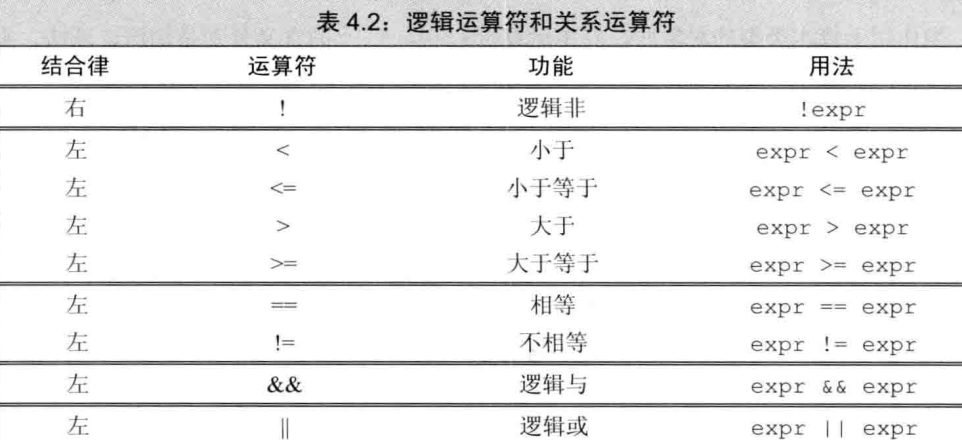 表 4.2：逻辑运算符和关系运算符
结合律 运算符 功能 用法
右 ! 逻辑非 !expr
左 < 小于 expr < expr
左 <= 小于等于 expr <= expr
左 > 大于 expr > expr
左 >= 大于等于 expr >= expr
左 == 相等 expr == expr
左 != 不相等 expr != expr
左 && 逻辑与 expr && expr
左 || 逻辑或 expr || expr